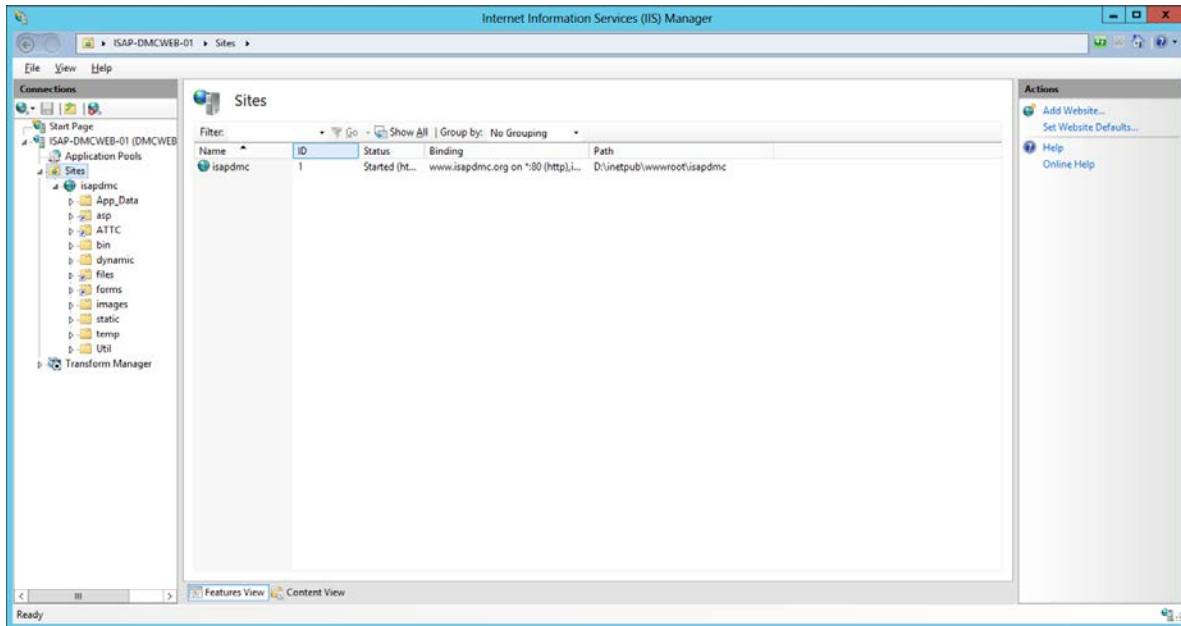 Internet Information Services (IIS) Manager
ISAP-DMCWEB-01 Sites
File View Help
Connections
Start Page
ISAP-DMCWEB-01 (DMCWEB
Application Pools
Sites
isapdmc
App_Data
asp
ATTC
bin
dynamic
files
forms
images
static
temp
Util
Transform Manager
Sites
Filter: Go Show All Group by: No Grouping
Name ID Status Binding Path
isapdmc 1 Started (ht... www.isapdmc.org on *:80 (http),i... D:\inetpub\wwwroot\isapdmc
Features View Content View
Actions
Add Website...
Set Website Defaults...
Help
Online Help
Ready